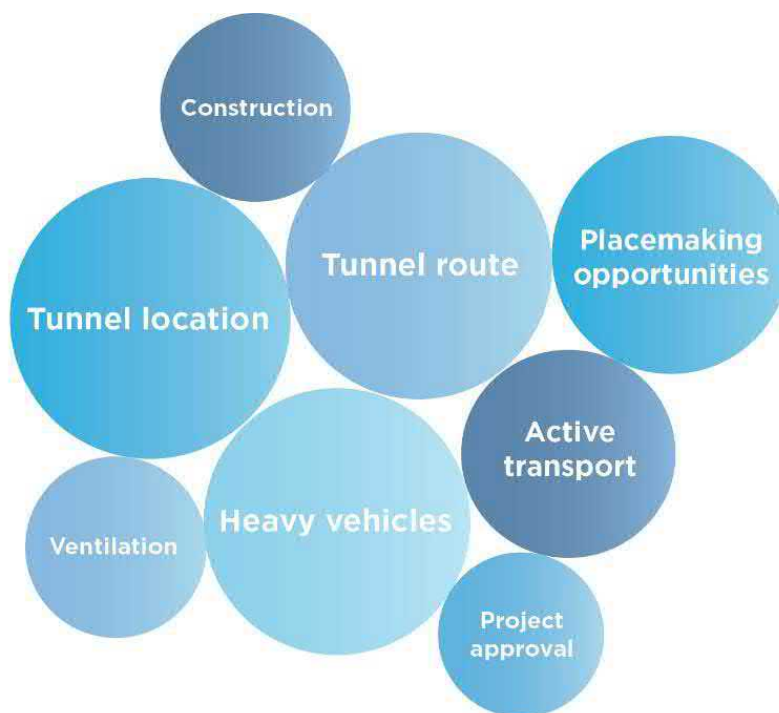 Construction
Tunnel route
Placemaking
opportunities
Tunnel location
Active
transport
Heavy vehicles
Ventilation
Project
approval